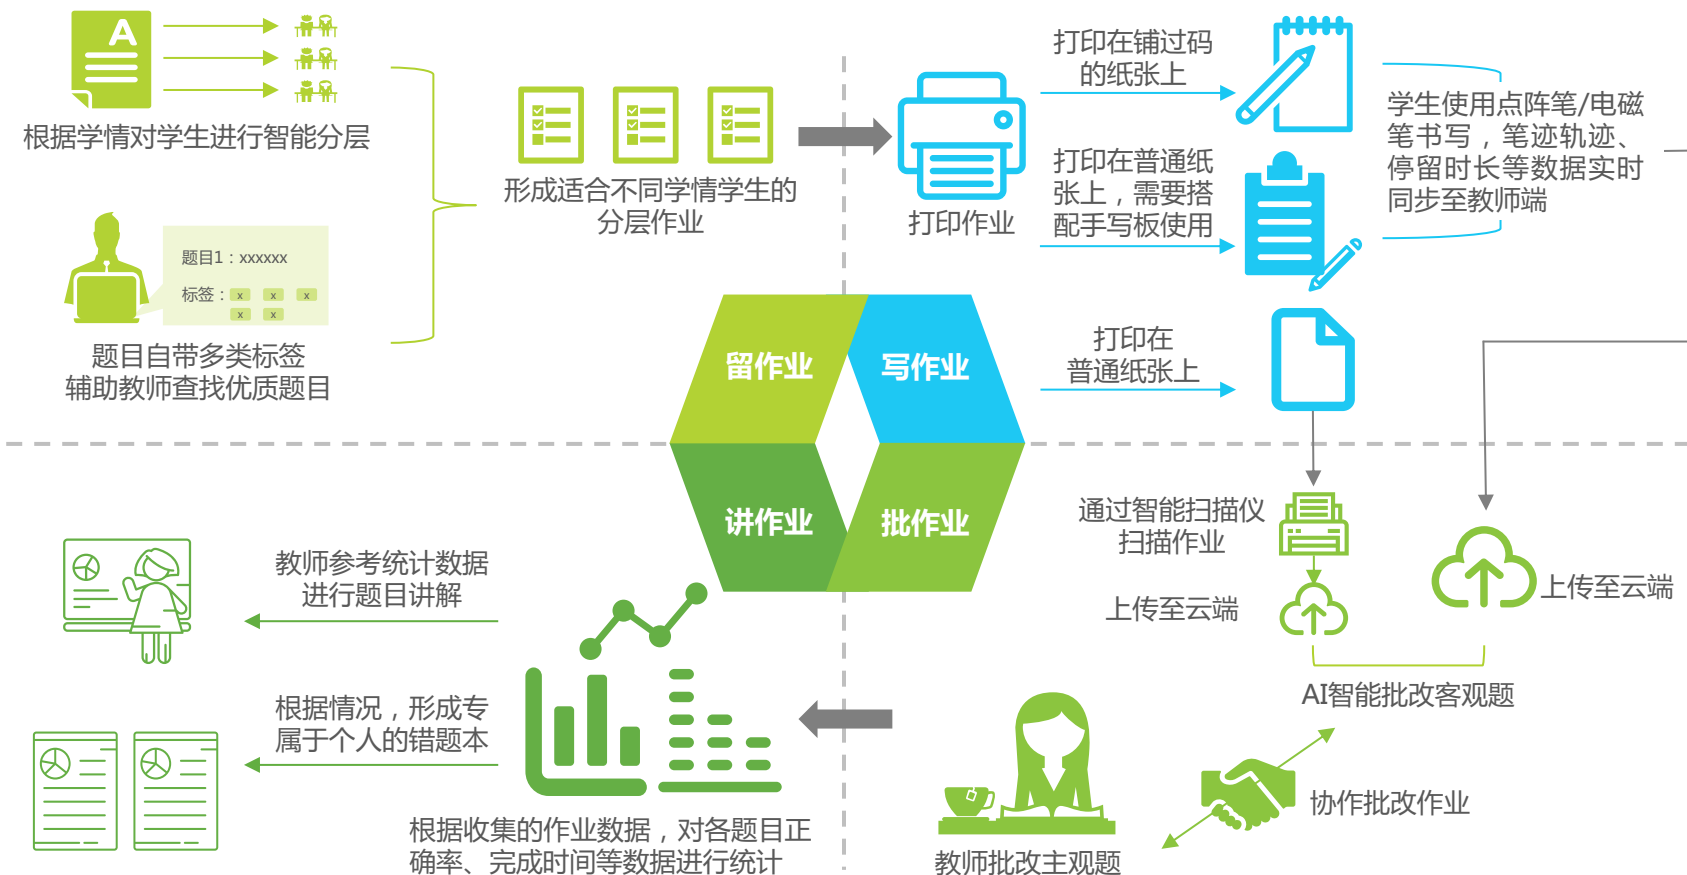 A
根据学情对学生进行智能分层
题目1：xxxxxx
标签： x x x
x x
题目自带多类标签
辅助教师查找优质题目
形成适合不同学情学生的
分层作业
打印作业
打印在铺过码
的纸张上
打印在普通纸
张上，需要搭
配手写板使用
打印在
普通纸张上
学生使用点阵笔/电磁
笔书写，笔迹轨迹、
停留时长等数据实时
同步至教师端
留作业
写作业
讲作业
批作业
通过智能扫描仪
扫描作业
上传至云端
上传至云端
AI智能批改客观题
协作批改作业
教师批改主观题
根据收集的作业数据，对各题目正
确率、完成时间等数据进行统计
教师参考统计数据
进行题目讲解
根据情况，形成专
属于个人的错题本